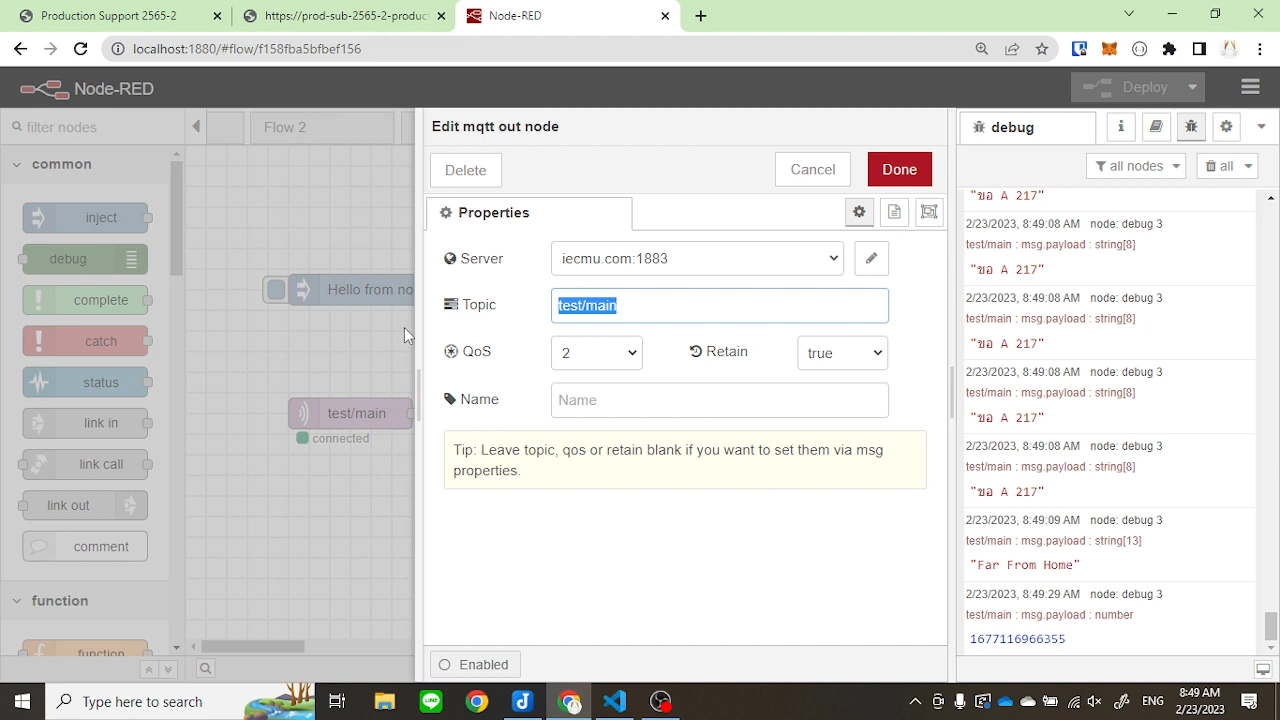 Production Support 2565-2
https://prod-sub-2565-2-product
Node-RED
localhost:1880/#flow/f158fba5bfbef156
Node-RED
Deploy
filter nodes
Flow 2
Edit mqtt out node
debug
common
Delete
Cancel
Done
all nodes
all
inject
debug
complete
catch
status
link in
link call
link out
comment
function
function
Hello from no
test/main
connected
Properties
Server
iecmu.com:1883
Topic
test/main
QoS
2
Retain
true
Name
Name
Tip: Leave topic, qos or retain blank if you want to set them via msg
properties.
Enabled
"ขอ A 217"
2/23/2023, 8:49:08 AM node: debug 3
test/main : msg.payload : string[8]
"ขอ A 217"
2/23/2023, 8:49:08 AM node: debug 3
test/main : msg.payload : string[8]
"ขอ A 217"
2/23/2023, 8:49:08 AM node: debug 3
test/main : msg.payload : string[8]
"ขอ A 217"
2/23/2023, 8:49:08 AM node: debug 3
test/main : msg.payload : string[8]
"ขอ A 217"
2/23/2023, 8:49:09 AM node: debug 3
test/main : msg.payload : string[13]
"Far From Home"
2/23/2023, 8:49:29 AM node: debug 3
test/main : msg.payload : number
1677116966355
Type here to search
LINE
ENG
8:49 AM
2/23/2023